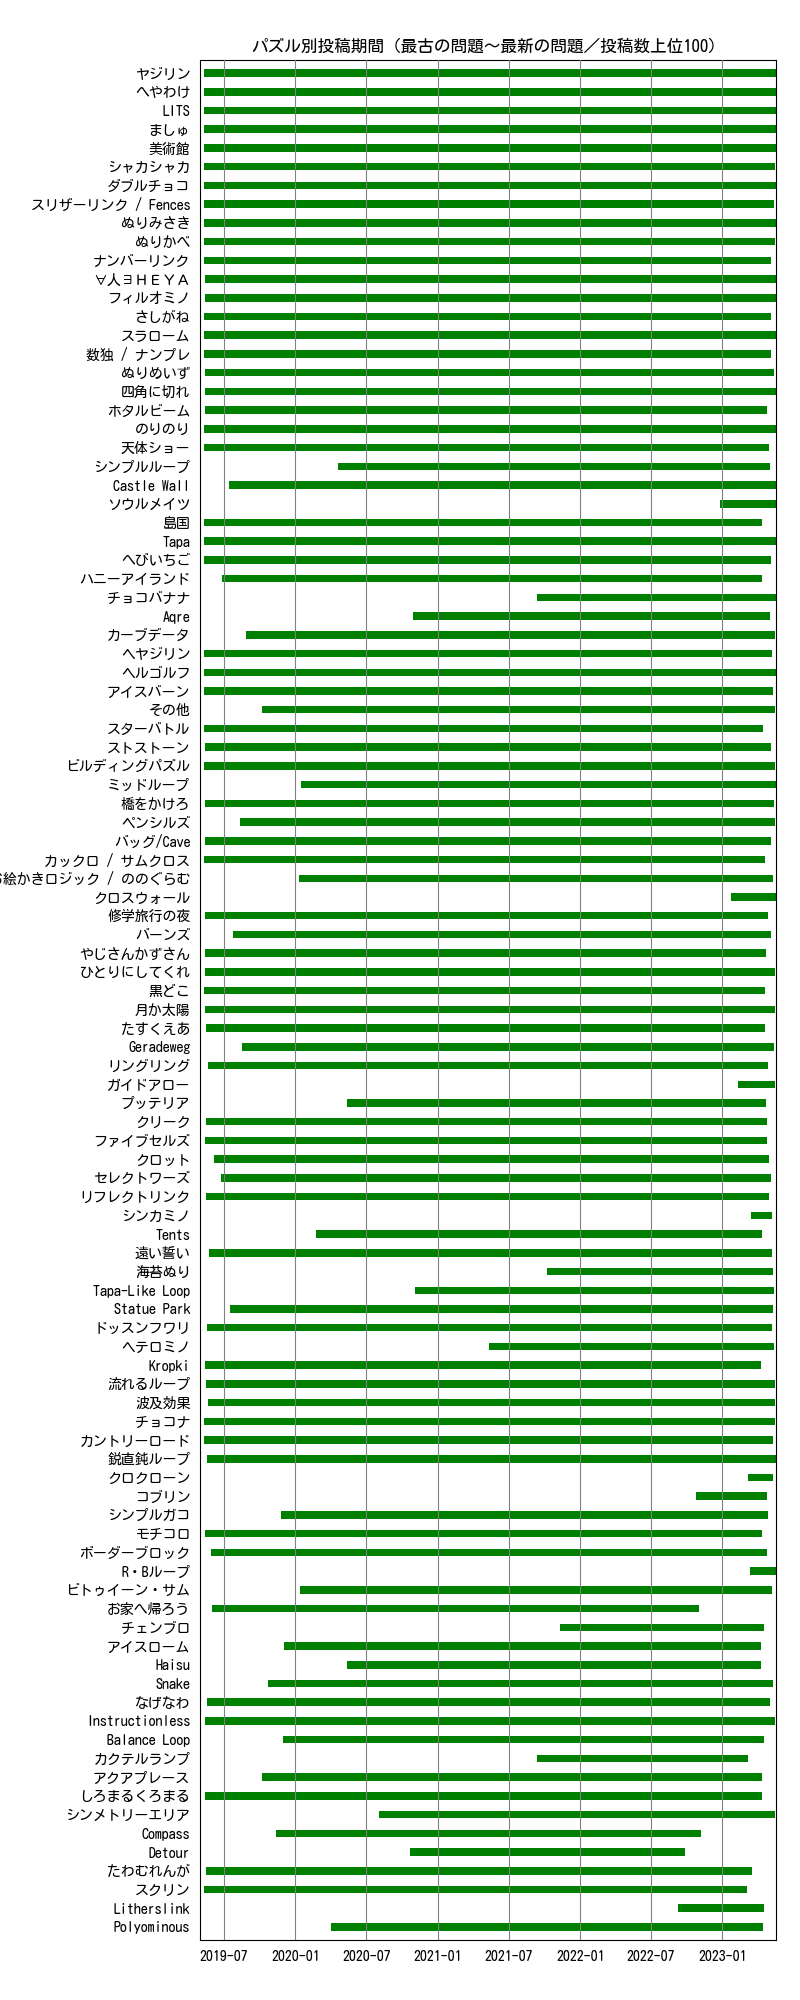 パズル別投稿期間（最古の問題～最新の問題／投稿数上位100）
ヤジリン
へやわけ
LITS
ましゅ
美術館
シャカシャカ
ダブルチョコ
スリザーリンク / Fences
ぬりみさき
ぬりかべ
ナンバーリンク
∀人∃ＨＥＹＡ
フィルオミノ
さしがね
スラローム
数独 / ナンプレ
ぬりめいず
四角に切れ
ホタルビーム
のりのり
天体ショー
シンプルループ
Castle Wall
ソウルメイツ
島国
Tapa
へびいちご
ハニーアイランド
チョコバナナ
Aqre
カーブデータ
ヘヤジリン
ヘルゴルフ
アイスバーン
その他
スターバトル
ストストーン
ビルディングパズル
ミッドループ
橋をかけろ
ペンシルズ
バッグ/Cave
カックロ / サムクロス
絵かきロジック / ののぐらむ
クロスウォール
修学旅行の夜
バーンズ
やじさんかずさん
ひとりにしてくれ
黒どこ
月か太陽
たすくえあ
Geradeweg
リングリング
ガイドアロー
プッテリア
クリーク
ファイブセルズ
クロット
セレクトワーズ
リフレクトリンク
シンカミノ
Tents
遠い誓い
海苔ぬり
Tapa-Like Loop
Statue Park
ドッスンフワリ
ヘテロミノ
Kropki
流れるループ
波及効果
チョコナ
カントリーロード
鋭直鈍ループ
クロクローン
コブリン
シンプルガコ
モチコロ
ボーダーブロック
R・Bループ
ビトゥイーン・サム
お家へ帰ろう
チェンブロ
アイスローム
Haisu
Snake
なげなわ
Instructionless
Balance Loop
カクテルランプ
アクアプレース
しろまるくろまる
シンメトリーエリア
Compass
Detour
たわむれんが
スクリン
Litherslink
Polyominous
2019-07 2020-01 2020-07 2021-01 2021-07 2022-01 2022-07 2023-01